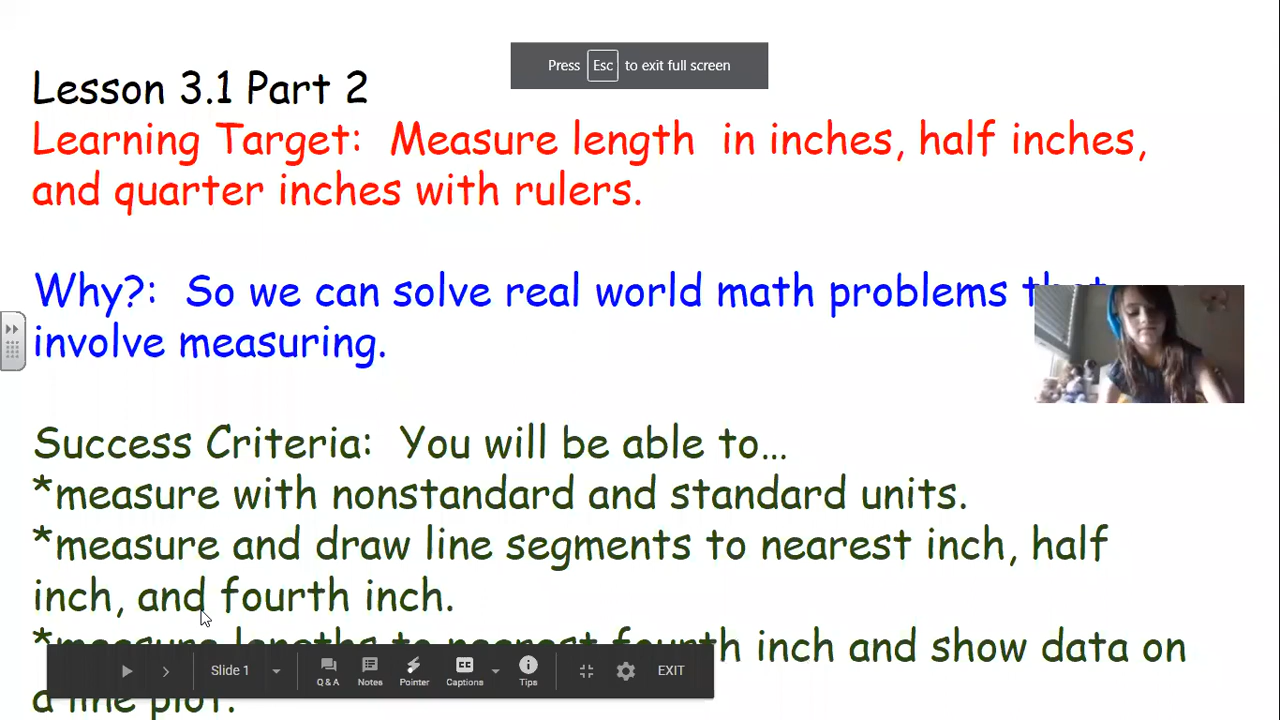 Press Esc to exit full screen
Lesson 3.1 Part 2
Learning Target: Measure length in inches, half inches,
and quarter inches with rulers.
Why?: So we can solve real world math problems that
involve measuring.
Success Criteria: You will be able to...
*measure with nonstandard and standard units.
*measure and draw line segments to nearest inch, half
inch, and fourth inch.
*measure lengths to nearest fourth inch and show data on
a line plot.
Slide 1
Q & A
Notes
Pointer
CC
Captions
Tips
EXIT